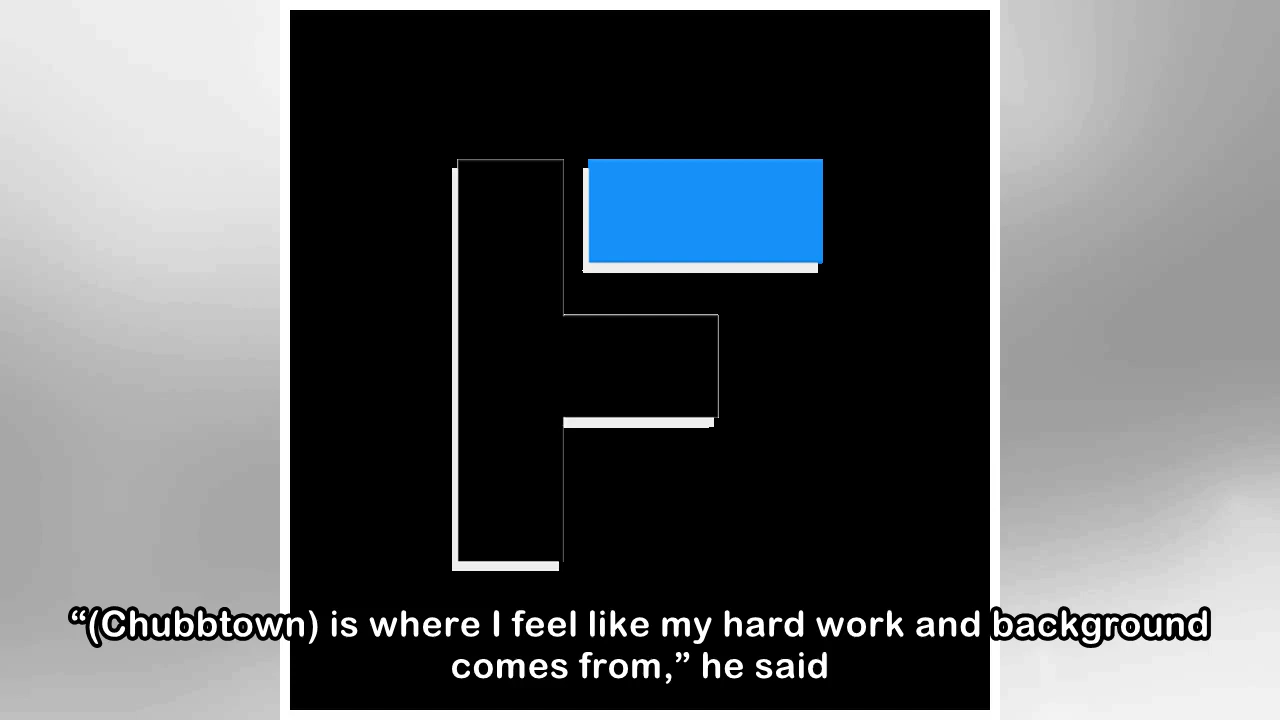 “(Chubbtown) is where I feel like my hard work and background
comes from,” he said